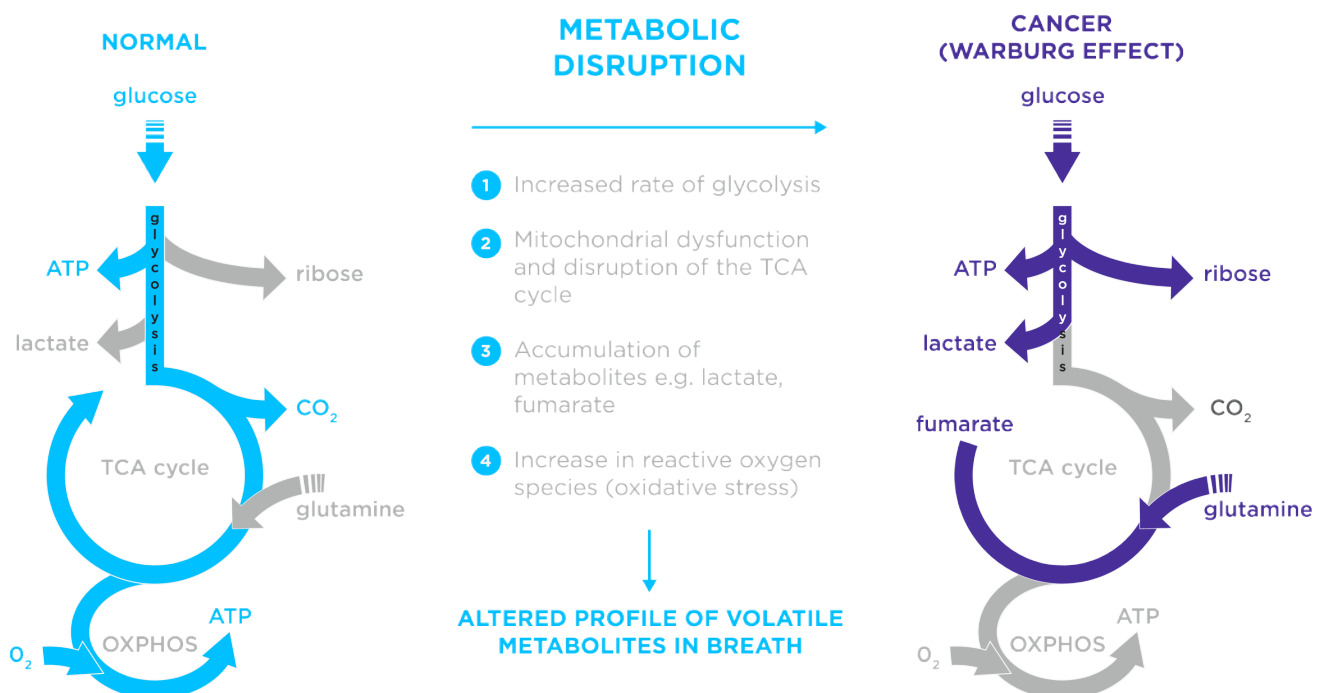 NORMAL
glucose
glycolysis
ATP
ribose
lactate
CO₂
TCA cycle
glutamine
ATP
OXPHOS
O₂
METABOLIC
DISRUPTION
1 Increased rate of glycolysis
2 Mitochondrial dysfunction
and disruption of the TCA
cycle
3 Accumulation of
metabolites e.g. lactate,
fumarate
4 Increase in reactive oxygen
species (oxidative stress)
ALTERED PROFILE OF VOLATILE
METABOLITES IN BREATH
CANCER
(WARBURG EFFECT)
glucose
glycolysis
ATP
ribose
lactate
CO₂
fumarate
TCA cycle
glutamine
ATP
OXPHOS
O₂